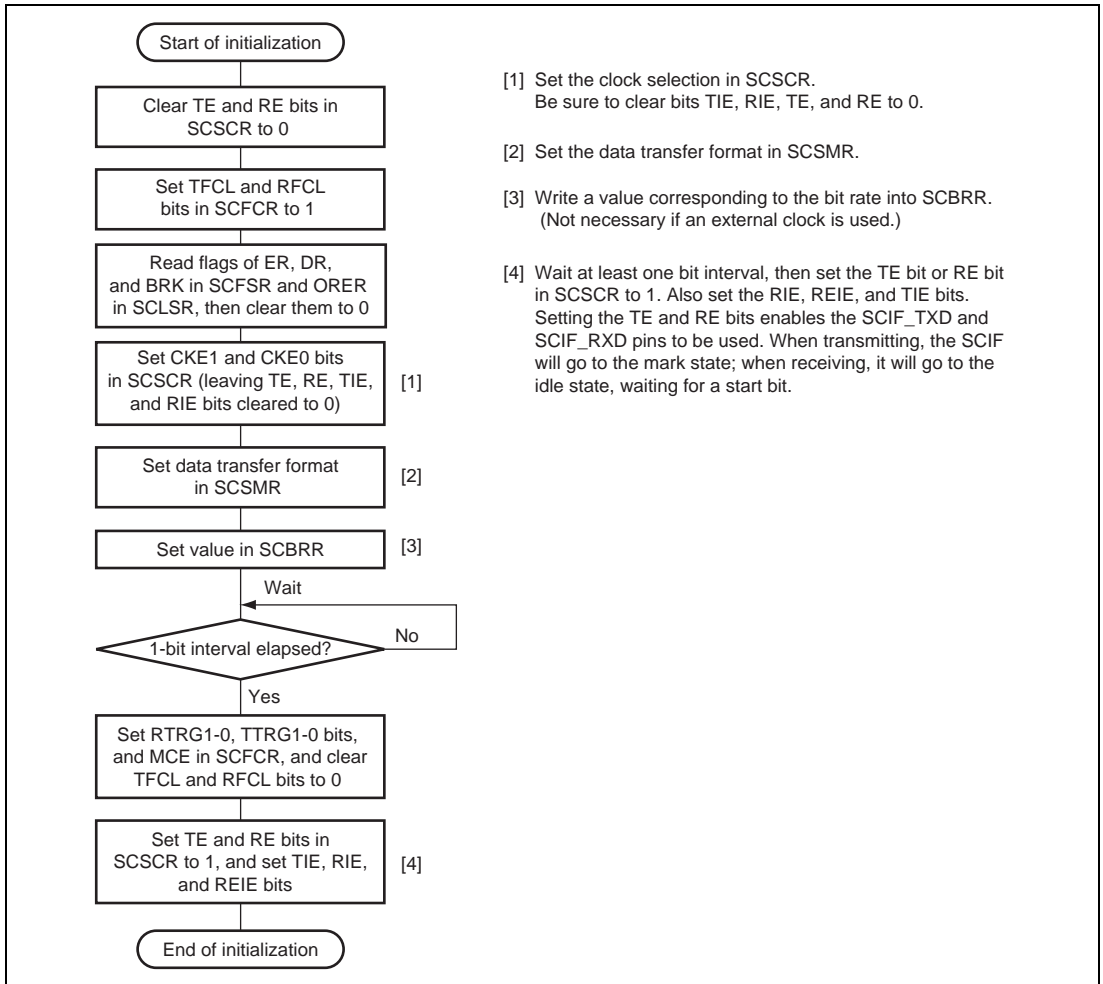 Start of initialization
Clear TE and RE bits in
SCSCR to 0
Set TFCL and RFCL
bits in SCFCR to 1
Read flags of ER, DR,
and BRK in SCFSR and ORER
in SCLSR, then clear them to 0
Set CKE1 and CKE0 bits
in SCSCR (leaving TE, RE, TIE,
and RIE bits cleared to 0)
[1]
Set data transfer format
in SCSMR
[2]
Set value in SCBRR
[3]
Wait
1-bit interval elapsed?
No
Yes
Set RTRG1-0, TTRG1-0 bits,
and MCE in SCFCR, and clear
TFCL and RFCL bits to 0
Set TE and RE bits in
SCSCR to 1, and set TIE, RIE,
and REIE bits
[4]
End of initialization
[1] Set the clock selection in SCSCR.
Be sure to clear bits TIE, RIE, TE, and RE to 0.
[2] Set the data transfer format in SCSMR.
[3] Write a value corresponding to the bit rate into SCBRR.
(Not necessary if an external clock is used.)
[4] Wait at least one bit interval, then set the TE bit or RE bit
in SCSCR to 1. Also set the RIE, REIE, and TIE bits.
Setting the TE and RE bits enables the SCIF_TXD and
SCIF_RXD pins to be used. When transmitting, the SCIF
will go to the mark state; when receiving, it will go to the
idle state, waiting for a start bit.